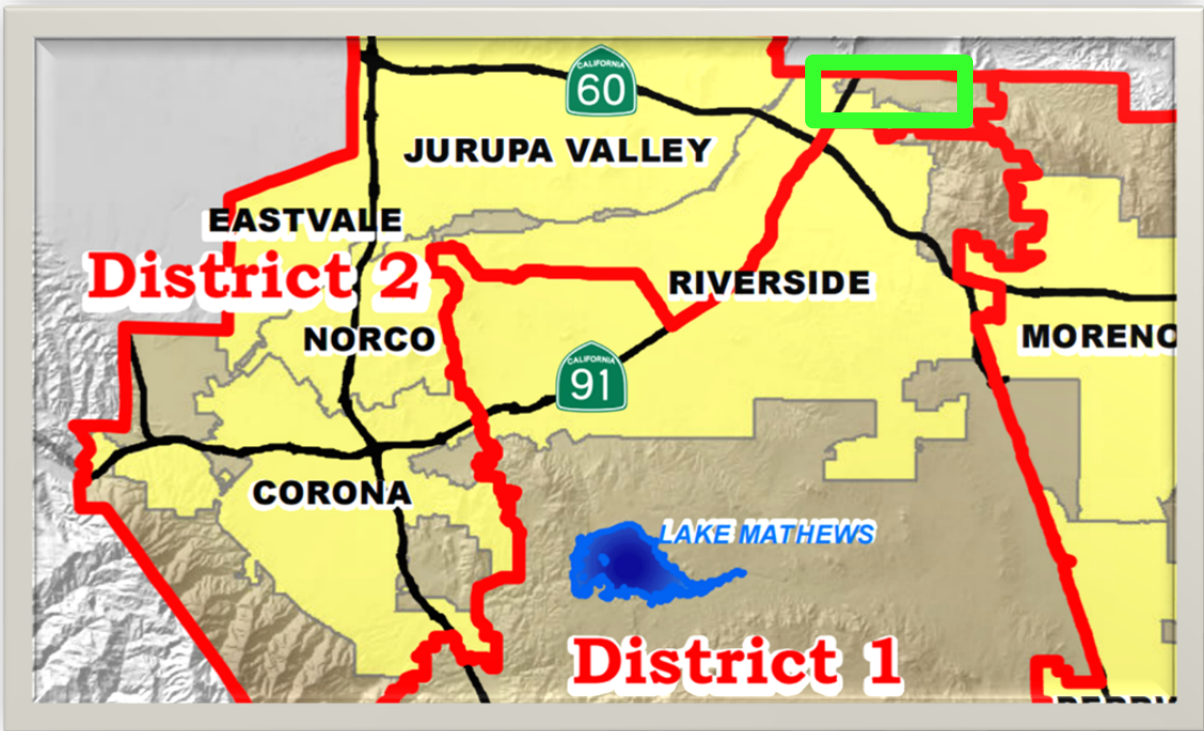 CALIFORNIA
60
JURUPA VALLEY
EASTVALE
District 2
RIVERSIDE
NORCO
MORENO
CALIFORNIA
91
CORONA
LAKE MATHEWS
District 1